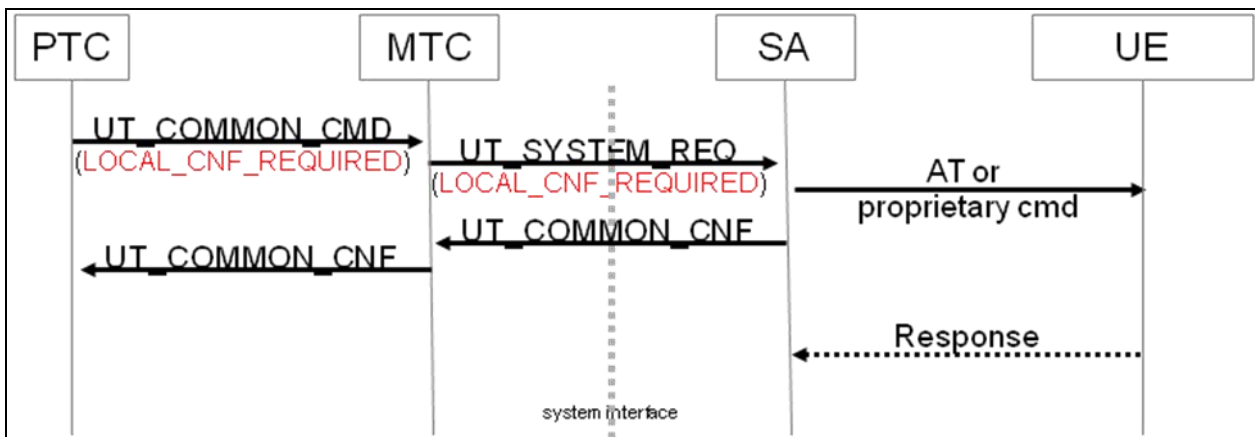 PTC MTC SA UE
UT_COMMON_CMD
(LOCAL_CNF_REQUIRED)
UT_SYSTEM_REQ
(LOCAL_CNF_REQUIRED)
AT or
proprietary cmd
UT_COMMON_CNF
UT_COMMON_CNF
Response
system interface